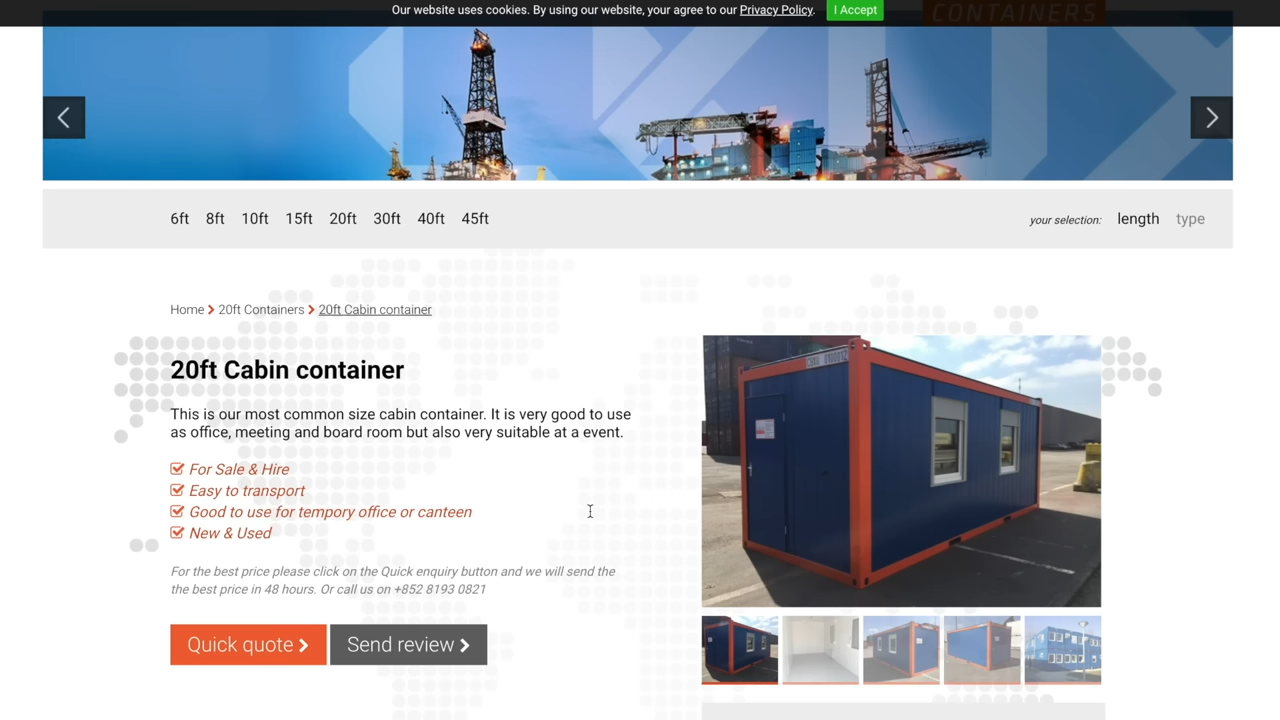 Our website uses cookies. By using our website, your agree to our Privacy Policy. I Accept
CONTAINERS
6ft 8ft 10ft 15ft 20ft 30ft 40ft 45ft your selection: length type
Home 20ft Containers 20ft Cabin container
20ft Cabin container
This is our most common size cabin container. It is very good to use
as office, meeting and board room but also very suitable at a event.
For Sale & Hire
Easy to transport
Good to use for tempory office or canteen
New & Used
For the best price please click on the Quick enquiry button and we will send the
the best price in 48 hours. Or call us on +852 8193 0821
Quick quote Send review